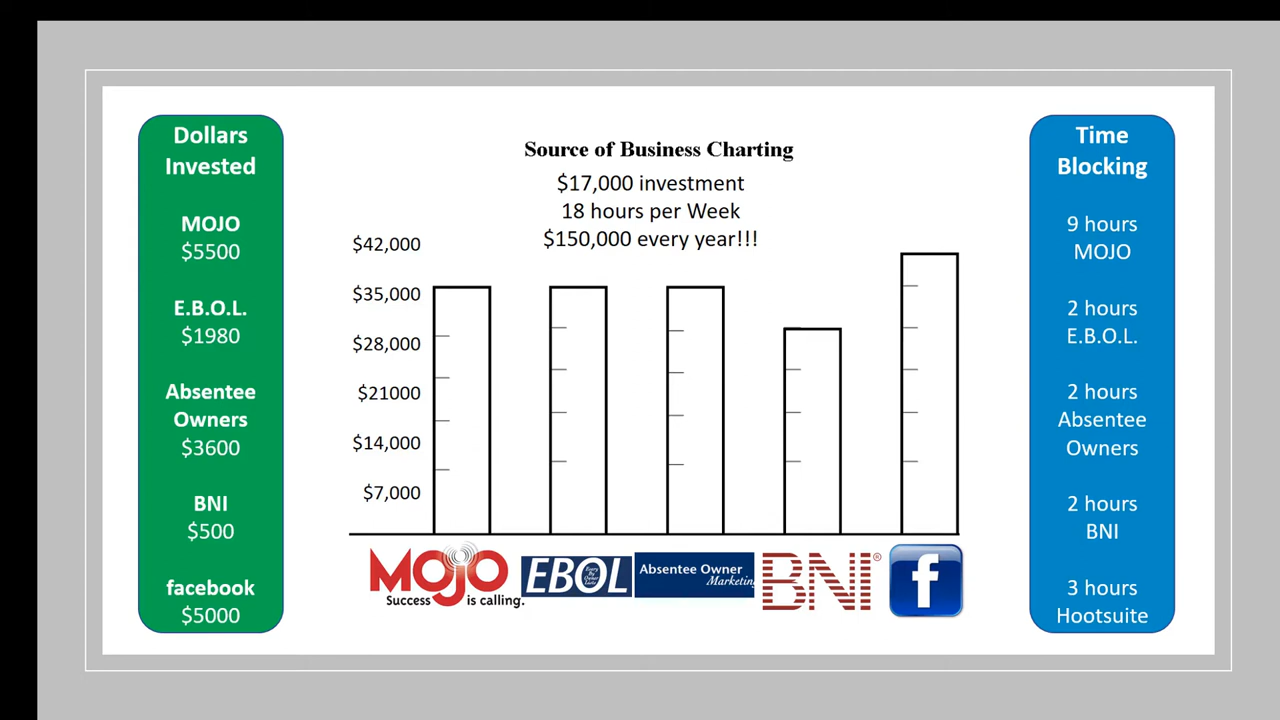 Dollars
Invested
MOJO
$5500
E.B.O.L.
$1980
Absentee
Owners
$3600
BNI
$500
facebook
$5000
Source of Business Charting
$17,000 investment
18 hours per Week
$150,000 every year!!!
$42,000
$35,000
$28,000
$21000
$14,000
$7,000
MOJO
Success is calling.
EBOL
Absentee Owner
Marketing
BNI®
f
Time
Blocking
9 hours
MOJO
2 hours
E.B.O.L.
2 hours
Absentee
Owners
2 hours
BNI
3 hours
Hootsuite